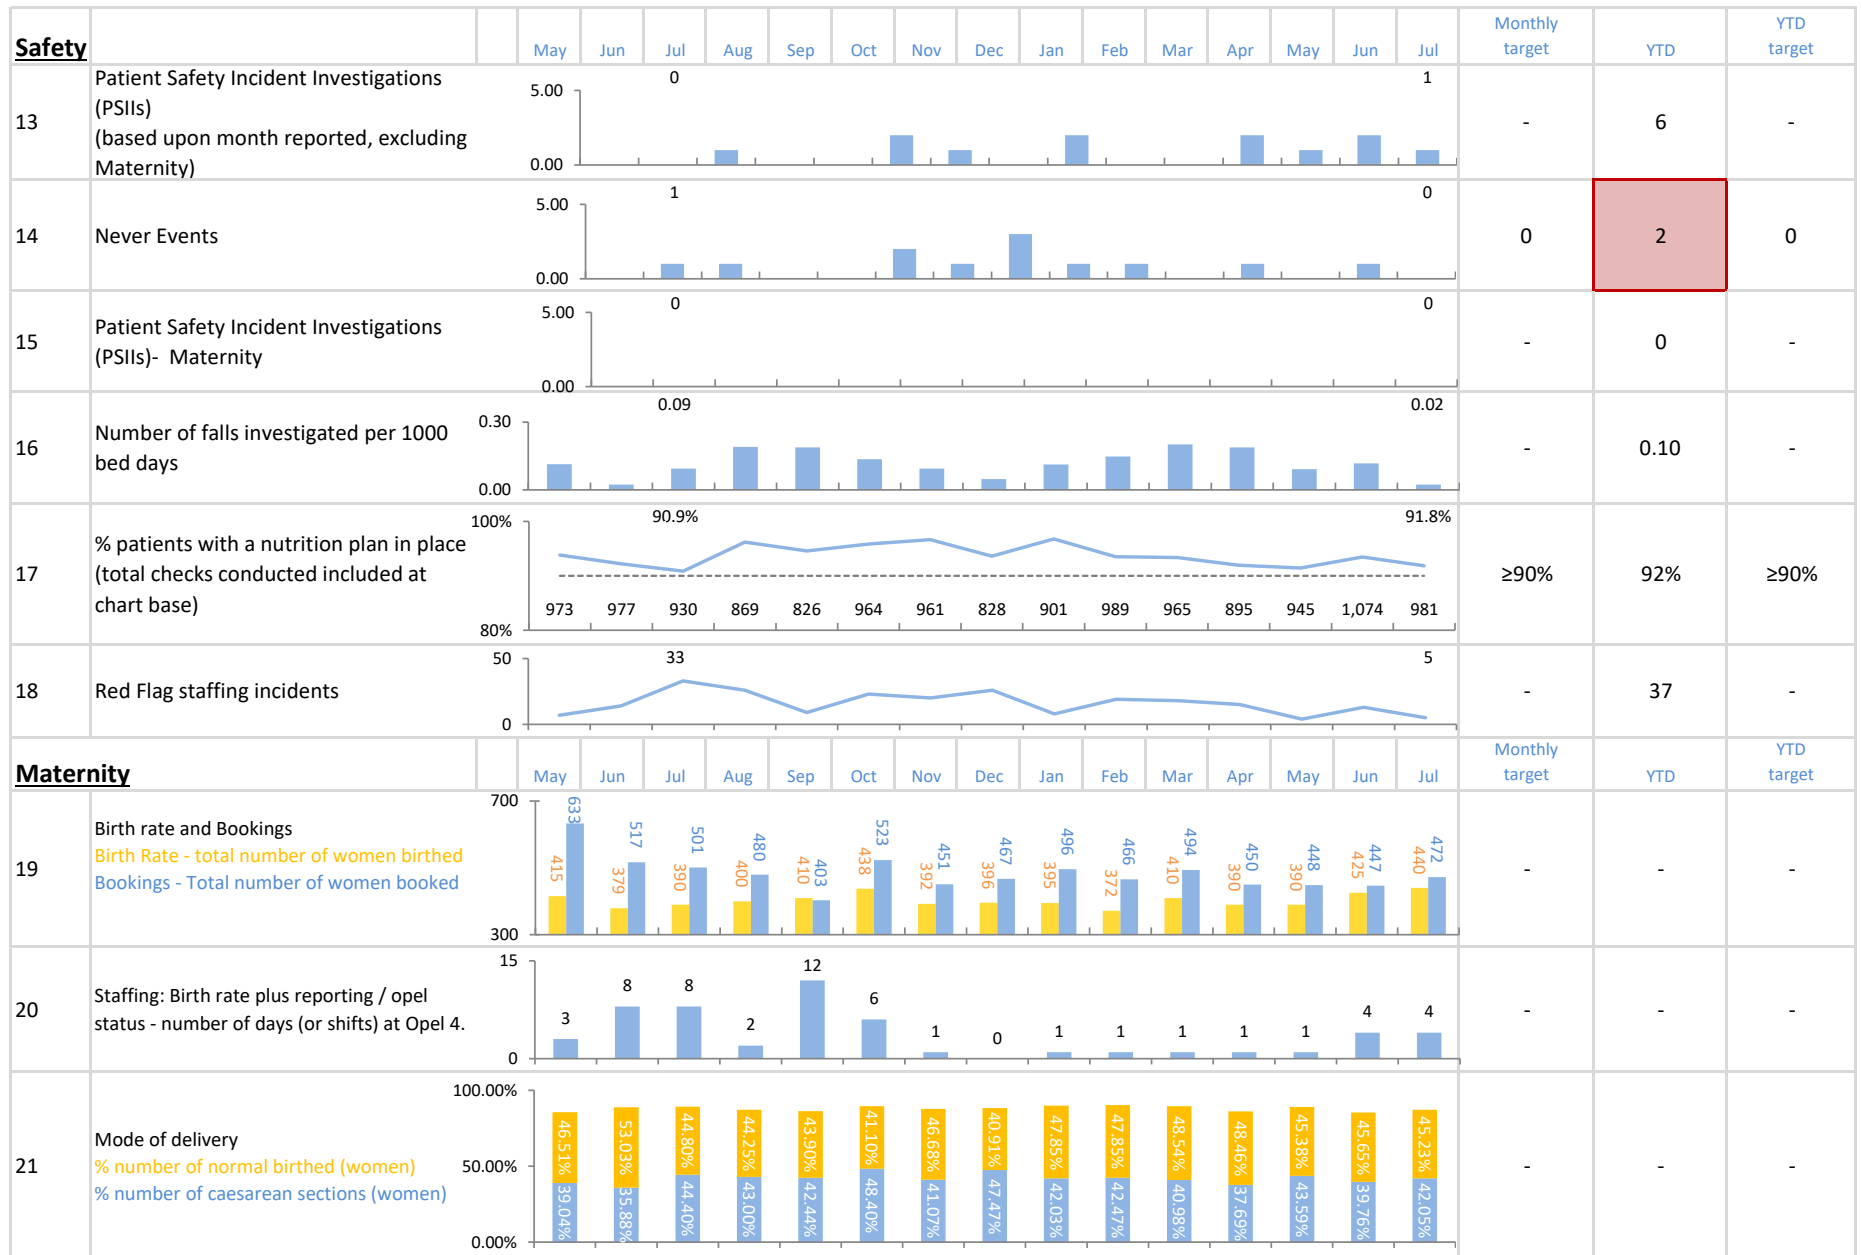 Safety May Jun Jul Aug Sep Oct Nov Dec Jan Feb Mar Apr May Jun Jul Monthly target YTD YTD target
13 Patient Safety Incident Investigations
(PSIIs)
(based upon month reported, excluding
Maternity)
5.00
0.00
0 1
- 6 -
14 Never Events
5.00
0.00
1 0
0 2 0
15 Patient Safety Incident Investigations
(PSIIs)- Maternity
5.00
0.00
0 0
- 0 -
16 Number of falls investigated per 1000
bed days
0.30
0.00
0.09 0.02
- 0.10 -
17 % patients with a nutrition plan in place
(total checks conducted included at
chart base)
100%
80%
90.9% 91.8%
973 977 930 869 826 964 961 828 901 989 965 895 945 1,074 981
≥90% 92% ≥90%
18 Red Flag staffing incidents
50
0
33 5
- 37 -
Maternity May Jun Jul Aug Sep Oct Nov Dec Jan Feb Mar Apr May Jun Jul Monthly target YTD YTD target
19 Birth rate and Bookings
Birth Rate - total number of women birthed
Bookings - Total number of women booked
700
300
415 633 379 517 390 501 400 480 410 403 438 523 392 451 396 467 395 496 372 466 410 494 390 450 390 448 425 447 440 472
- - -
20 Staffing: Birth rate plus reporting / opel
status - number of days (or shifts) at Opel 4.
15
0
3 8 8 2 12 6 1 0 1 1 1 1 1 4 4
- - -
21 Mode of delivery
% number of normal birthed (women)
% number of caesarean sections (women)
100.00%
50.00%
0.00%
46.51% 53.03% 44.80% 44.25% 43.90% 41.10% 46.68% 40.91% 47.85% 47.85% 48.54% 48.46% 45.38% 45.65% 45.23%
39.04% 35.88% 44.40% 43.00% 42.44% 48.40% 41.07% 47.47% 42.03% 42.47% 40.98% 37.69% 43.59% 39.76% 42.05%
- - -